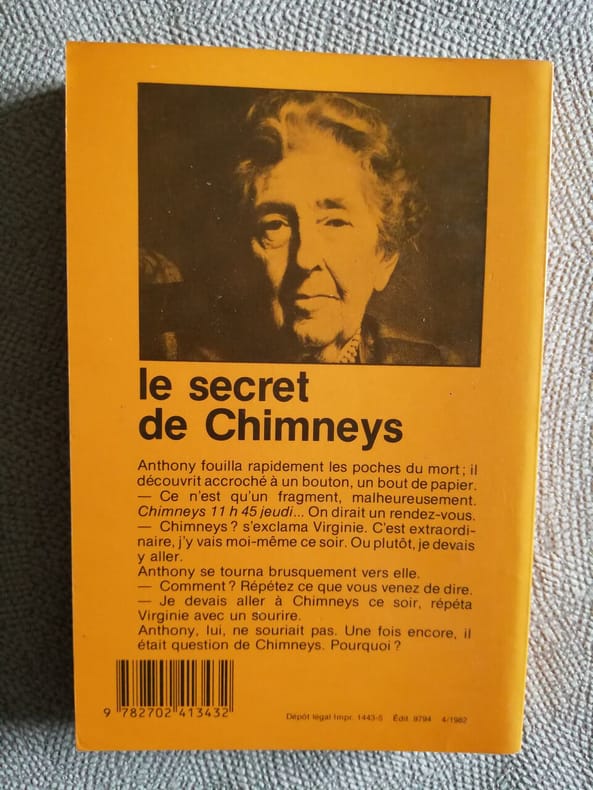 le secret
de Chimneys
Anthony fouilla rapidement les poches du mort ; il
découvrit accroché à un bouton, un bout de papier.
— Ce n'est qu'un fragment, malheureusement.
Chimneys 11 h 45 jeudi... On dirait un rendez-vous.
— Chimneys ? s'exclama Virginie. C'est extraordi-
naire, j'y vais moi-même ce soir. Ou plutôt, je devais
y aller.
Anthony se tourna brusquement vers elle.
— Comment ? Répétez ce que vous venez de dire.
— Je devais aller à Chimneys ce soir, répéta
Virginie avec un sourire.
Anthony, lui, ne souriait pas. Une fois encore, il
était question de Chimneys. Pourquoi ?
9 782702 413432
Dépôt légal Impr. 1443-5 Édit. 9794 4/1982